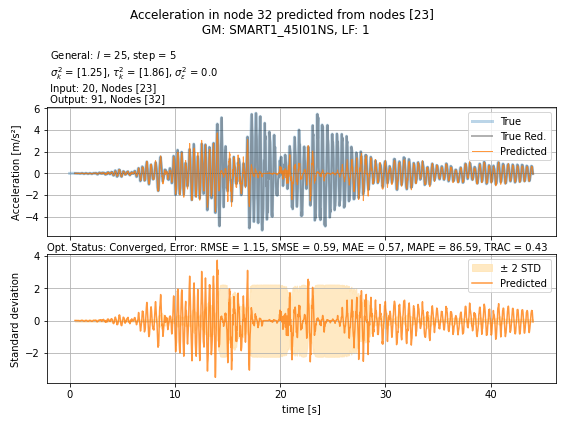 Acceleration in node 32 predicted from nodes [23]
GM: SMART1_45I01NS, LF: 1
General: l = 25, step = 5
σ²ₖ = [1.25], τ²ₖ = [1.86], σ²ε = 0.0
Input: 20, Nodes [23]
Output: 91, Nodes [32]
Acceleration [m/s²]
6
4
2
0
−2
−4
True
True Red.
Predicted
Opt. Status: Converged, Error: RMSE = 1.15, SMSE = 0.59, MAE = 0.57, MAPE = 86.59, TRAC = 0.43
Standard deviation
4
2
0
−2
± 2 STD
Predicted
0 10 20 30 40
time [s]